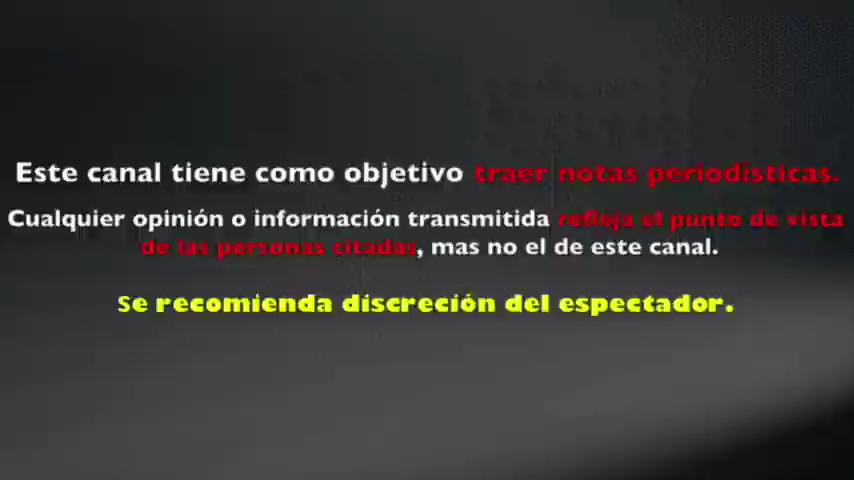 Este canal tiene como objetivo traer notas periodísticas.
Cualquier opinión o información transmitida refleja el punto de vista
de las personas citadas, mas no el de este canal.
Se recomienda discreción del espectador.